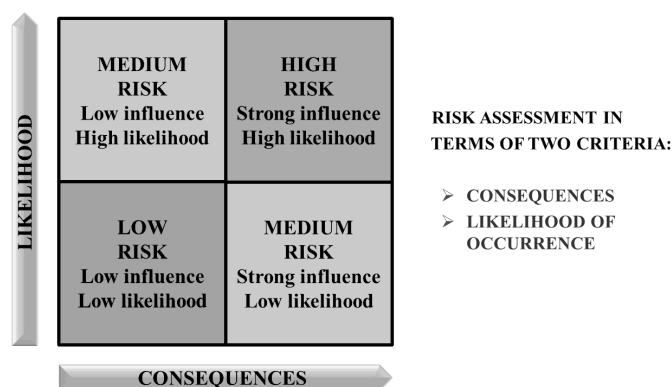 LIKELIHOOD
MEDIUM
RISK
Low influence
High likelihood
HIGH
RISK
Strong influence
High likelihood
LOW
RISK
Low influence
Low likelihood
MEDIUM
RISK
Strong influence
Low likelihood
CONSEQUENCES
RISK ASSESSMENT IN
TERMS OF TWO CRITERIA:
➢ CONSEQUENCES
➢ LIKELIHOOD OF
OCCURRENCE